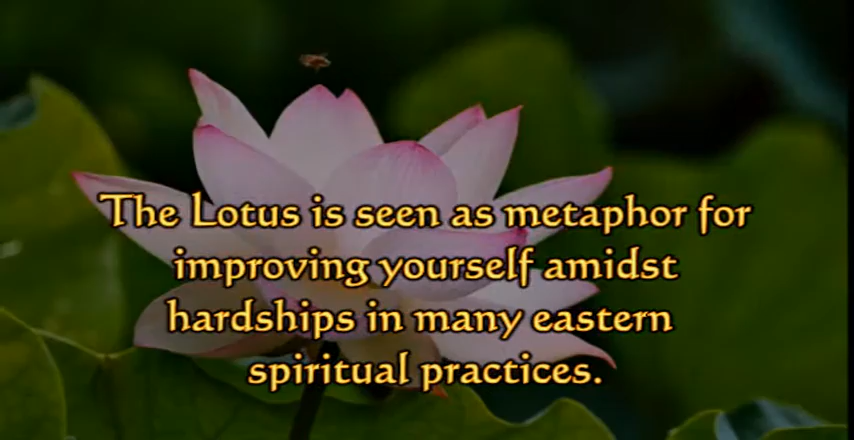 The Lotus is seen as metaphor for
improving yourself amidst
hardships in many eastern
spiritual practices.